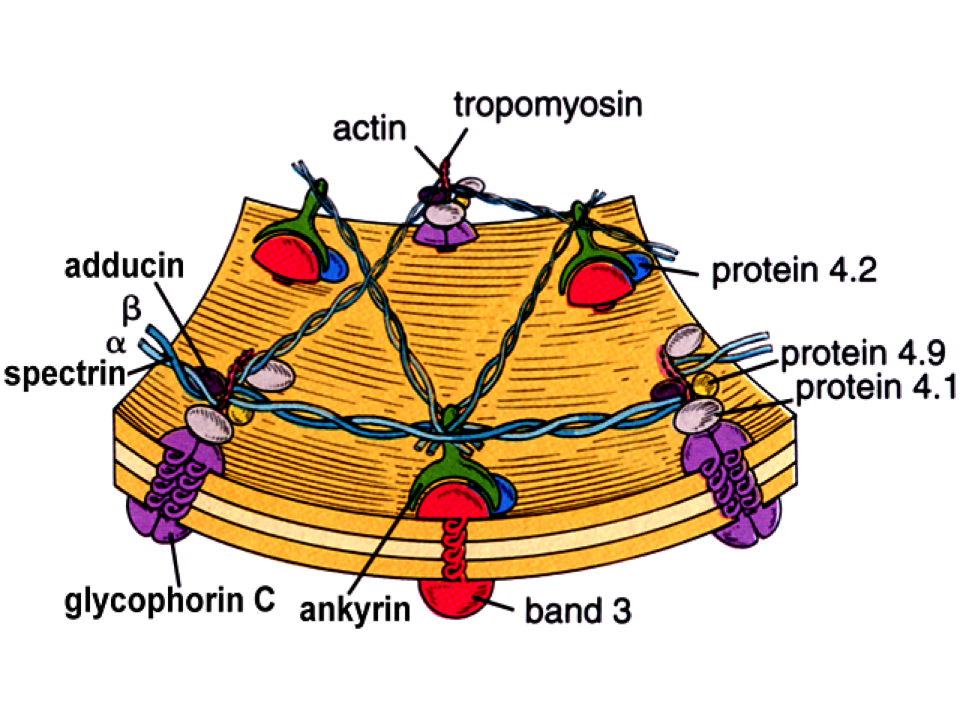 tropomyosin
actin
adducin
protein 4.2
β
α
spectrin
protein 4.9
protein 4.1
glycophorin C
ankyrin
band 3